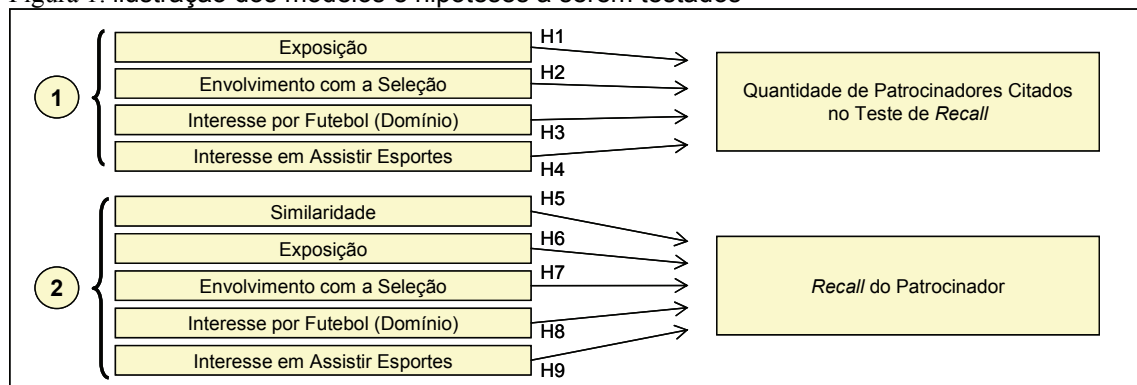 Figura 1: Ilustração dos modelos e hipóteses a serem testados
1
Exposição
H1
Envolvimento com a Seleção
H2
Interesse por Futebol (Domínio)
H3
Interesse em Assistir Esportes
H4
Quantidade de Patrocinadores Citados
no Teste de Recall
2
Similaridade
H5
Exposição
H6
Envolvimento com a Seleção
H7
Interesse por Futebol (Domínio)
H8
Interesse em Assistir Esportes
H9
Recall do Patrocinador